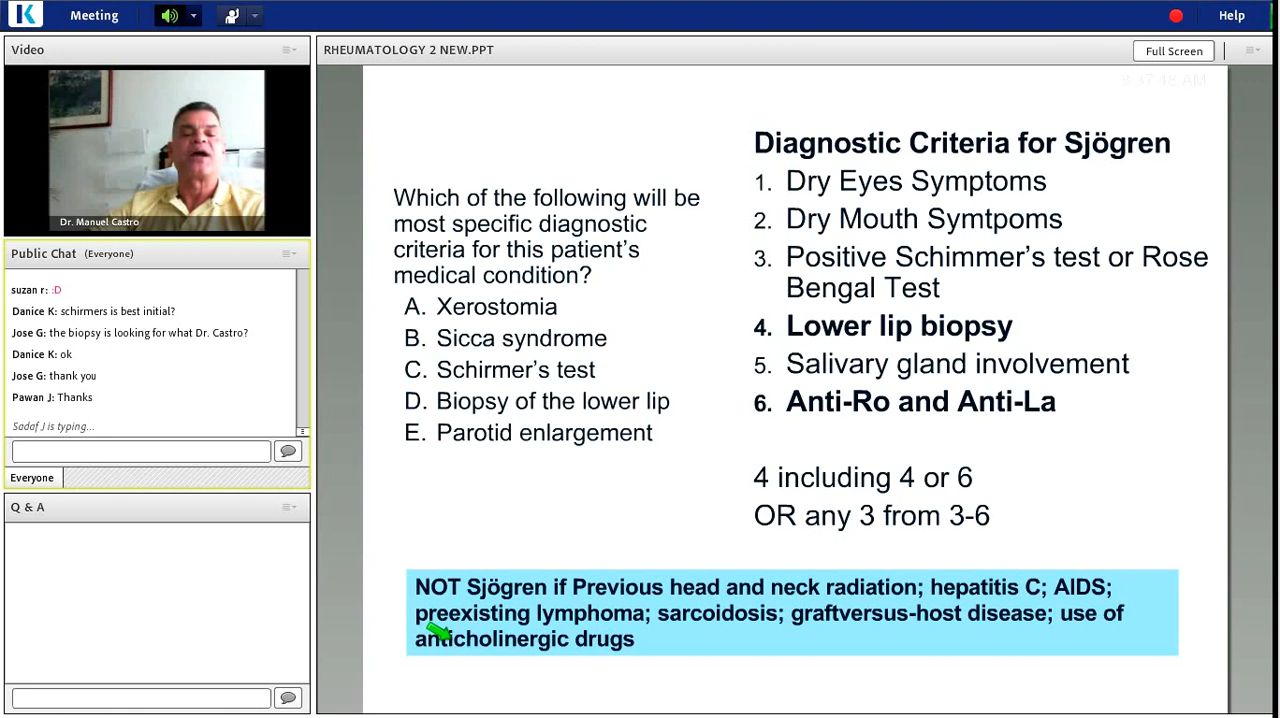 K Meeting Help
Video
Dr. Manuel Castro
Public Chat (Everyone)
suzan r: :D
Danice K: schirmers is best initial?
Jose G: the biopsy is looking for what Dr. Castro?
Danice K: ok
Jose G: thank you
Pawan J: Thanks
Sadaf J is typing...
Everyone
Q & A
RHEUMATOLOGY 2 NEW.PPT
Full Screen
9:37:48 AM
Which of the following will be
most specific diagnostic
criteria for this patient's
medical condition?
A. Xerostomia
B. Sicca syndrome
C. Schirmer's test
D. Biopsy of the lower lip
E. Parotid enlargement
Diagnostic Criteria for Sjögren
1. Dry Eyes Symptoms
2. Dry Mouth Symtpoms
3. Positive Schimmer's test or Rose
Bengal Test
4. Lower lip biopsy
5. Salivary gland involvement
6. Anti-Ro and Anti-La
4 including 4 or 6
OR any 3 from 3-6
NOT Sjögren if Previous head and neck radiation; hepatitis C; AIDS;
preexisting lymphoma; sarcoidosis; graftversus-host disease; use of
anticholinergic drugs